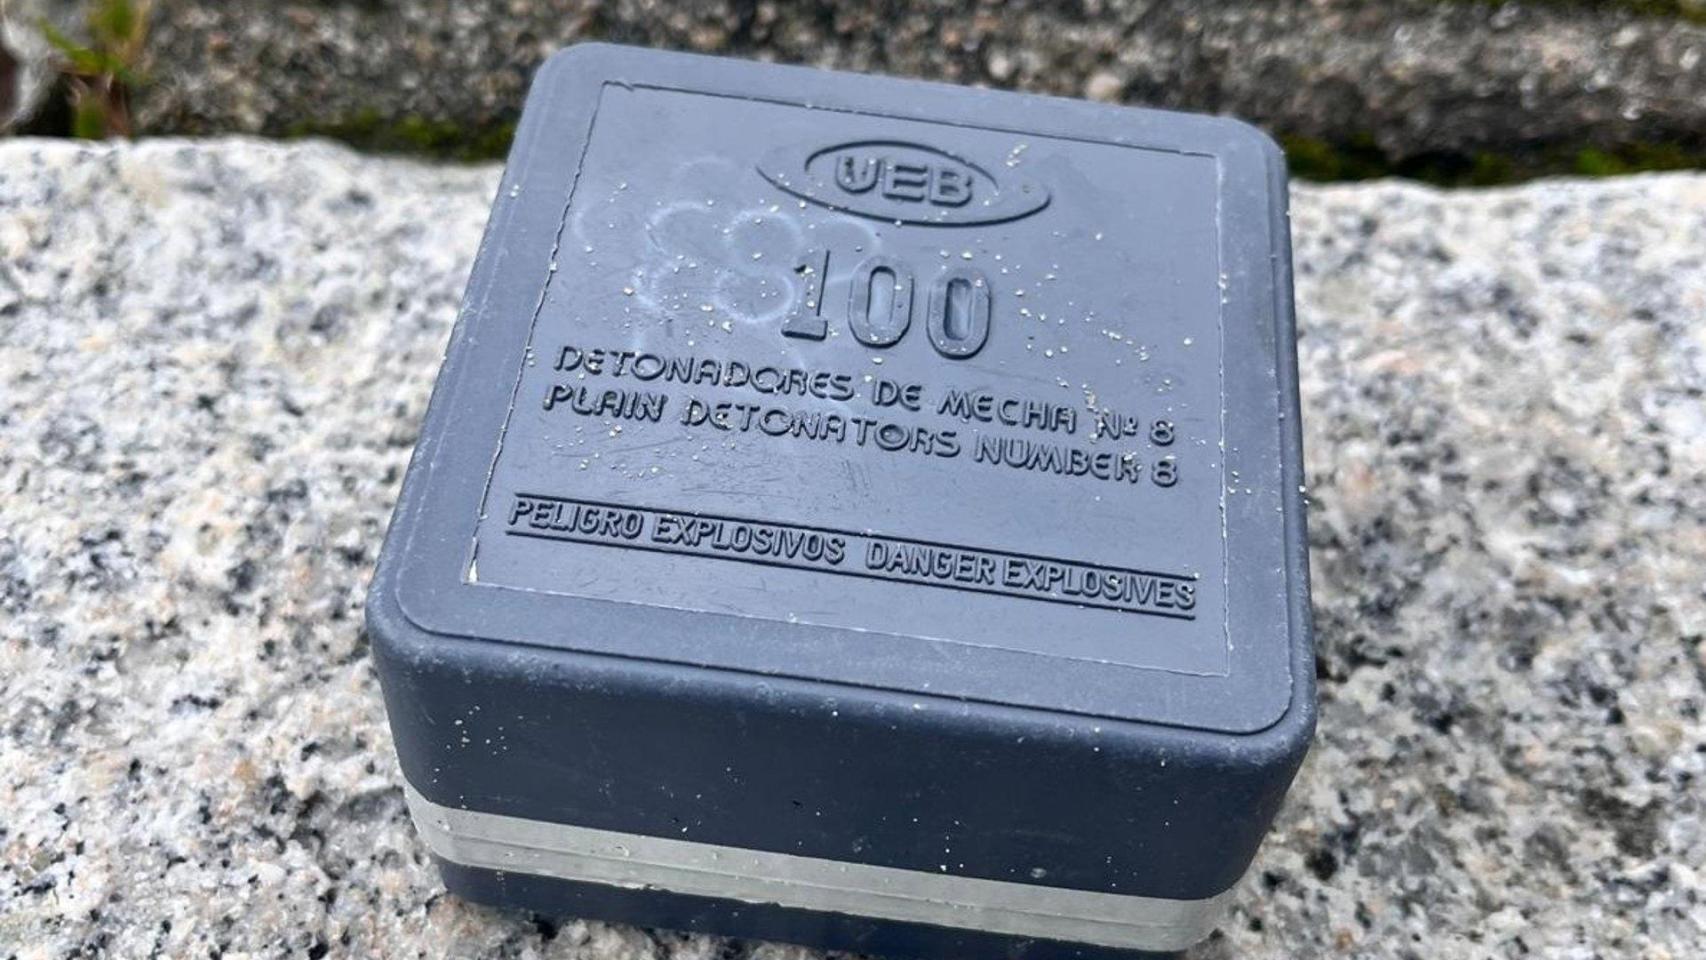 UEB
100
DETONADORES DE MECHA Nº 8
PLAIN DETONATORS NUMBER 8
PELIGRO EXPLOSIVOS DANGER EXPLOSIVES